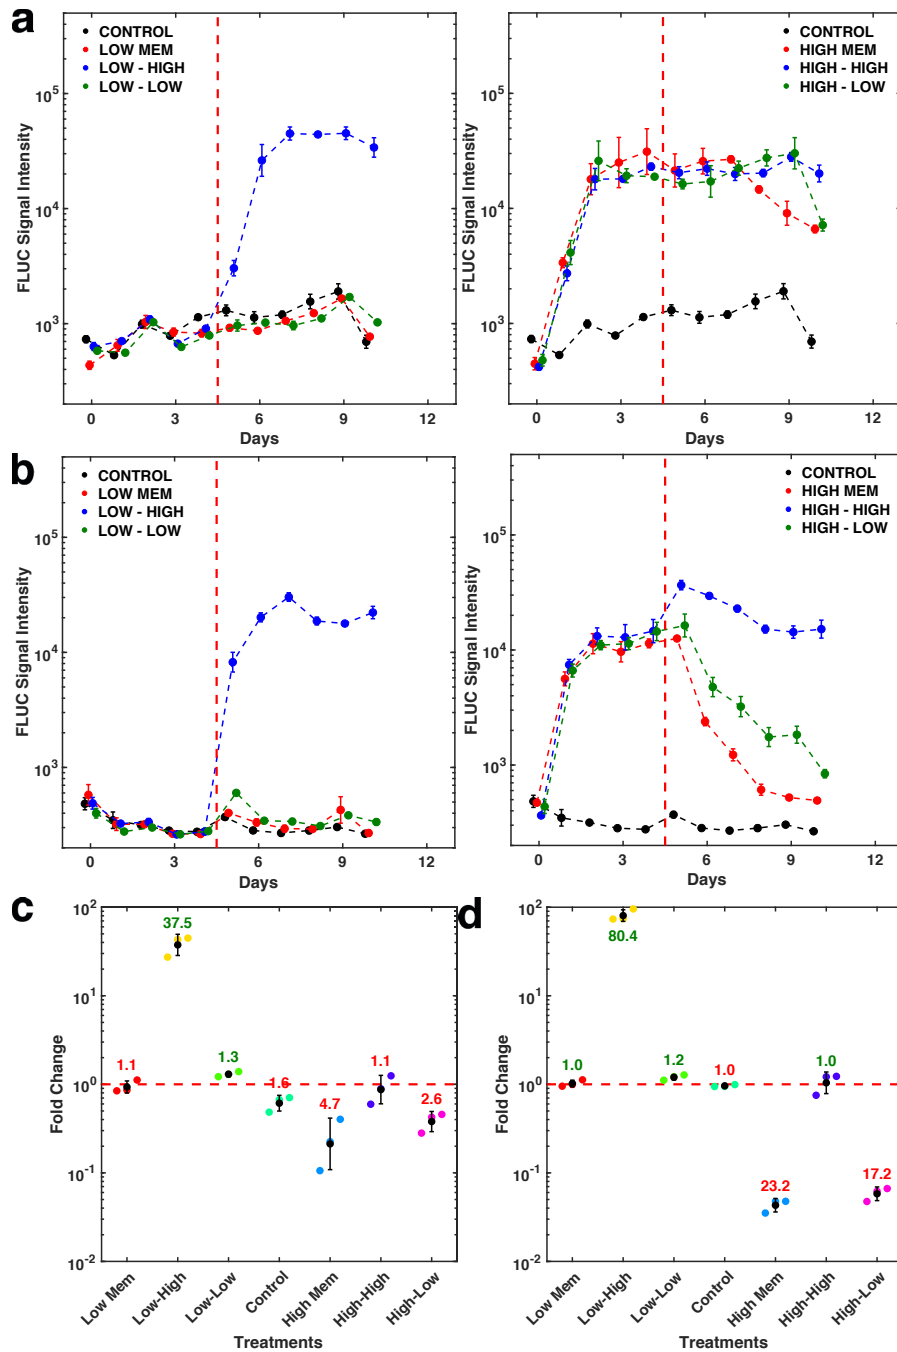 a
CONTROL
LOW MEM
LOW - HIGH
LOW - LOW
FLUC Signal Intensity
10^5
10^4
10^3
0 3 6 9 12
Days
CONTROL
HIGH MEM
HIGH - HIGH
HIGH - LOW
FLUC Signal Intensity
10^5
10^4
10^3
0 3 6 9 12
Days
b
CONTROL
LOW MEM
LOW - HIGH
LOW - LOW
FLUC Signal Intensity
10^5
10^4
10^3
0 3 6 9 12
Days
CONTROL
HIGH MEM
HIGH - HIGH
HIGH - LOW
FLUC Signal Intensity
10^5
10^4
10^3
0 3 6 9 12
Days
c
Fold Change
10^2
10^1
10^0
10^-1
10^-2
1.1
37.5
1.3
1.6
4.7
1.1
2.6
Low Mem
Low-High
Low-Low
Control
High Mem
High-High
High-Low
Treatments
d
Fold Change
10^2
10^1
10^0
10^-1
10^-2
1.0
80.4
1.2
1.0
23.2
1.0
17.2
Low Mem
Low-High
Low-Low
Control
High Mem
High-High
High-Low
Treatments